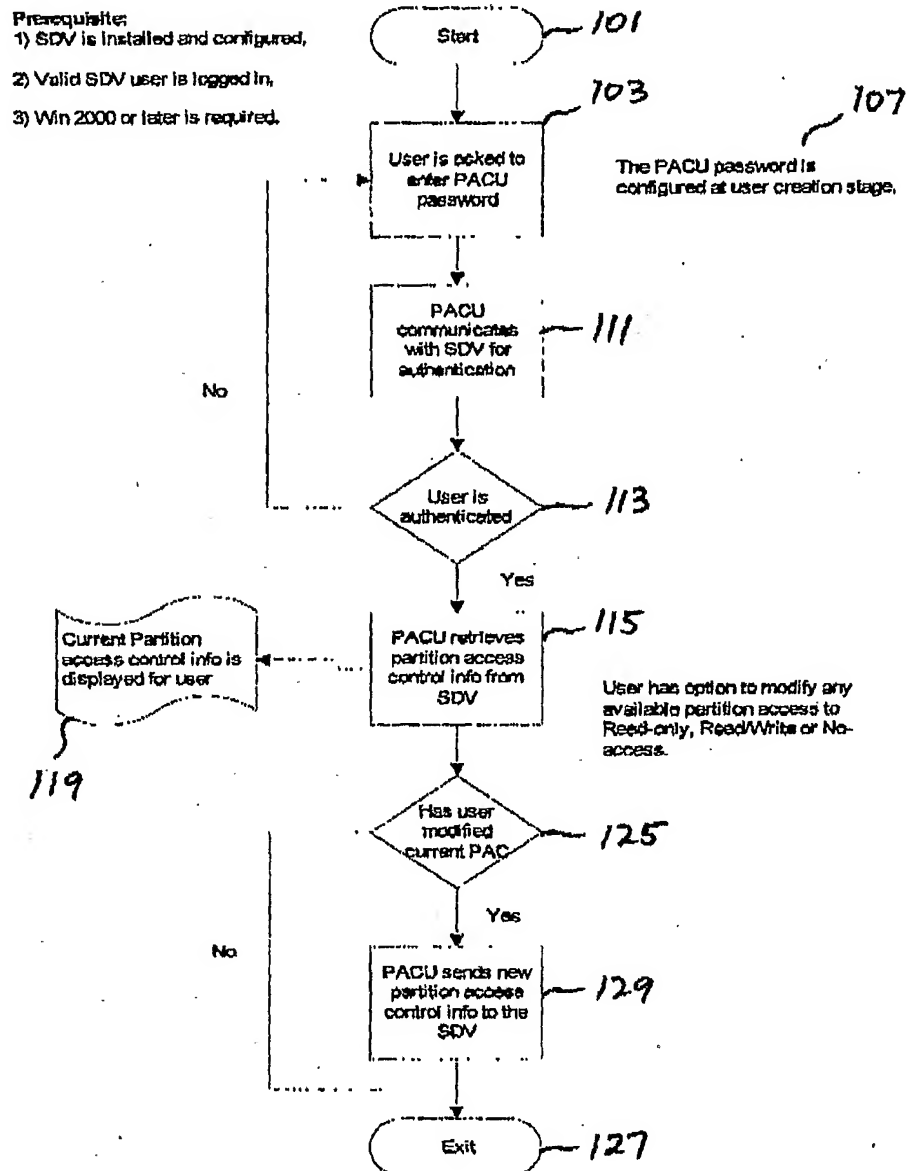 Prerequisite:
1) SDV is installed and configured,
2) Valid SDV user is logged in,
3) Win 2000 or later is required.
Start
101
103
User is asked to
enter PACU
password
107
The PACU password is
configured at user creation stage,
PACU
communicates
with SDV for
authentication
111
No
User is
authenticated
113
Yes
Current Partition
access control info is
displayed for user
119
PACU retrieves
partition access
control info from
SDV
115
User has option to modify any
available partition access to
Read-only, Read/Write or No-
access.
Has user
modified
current PAC
125
Yes
No
PACU sends new
partition access
control info to the
SDV
129
Exit
127